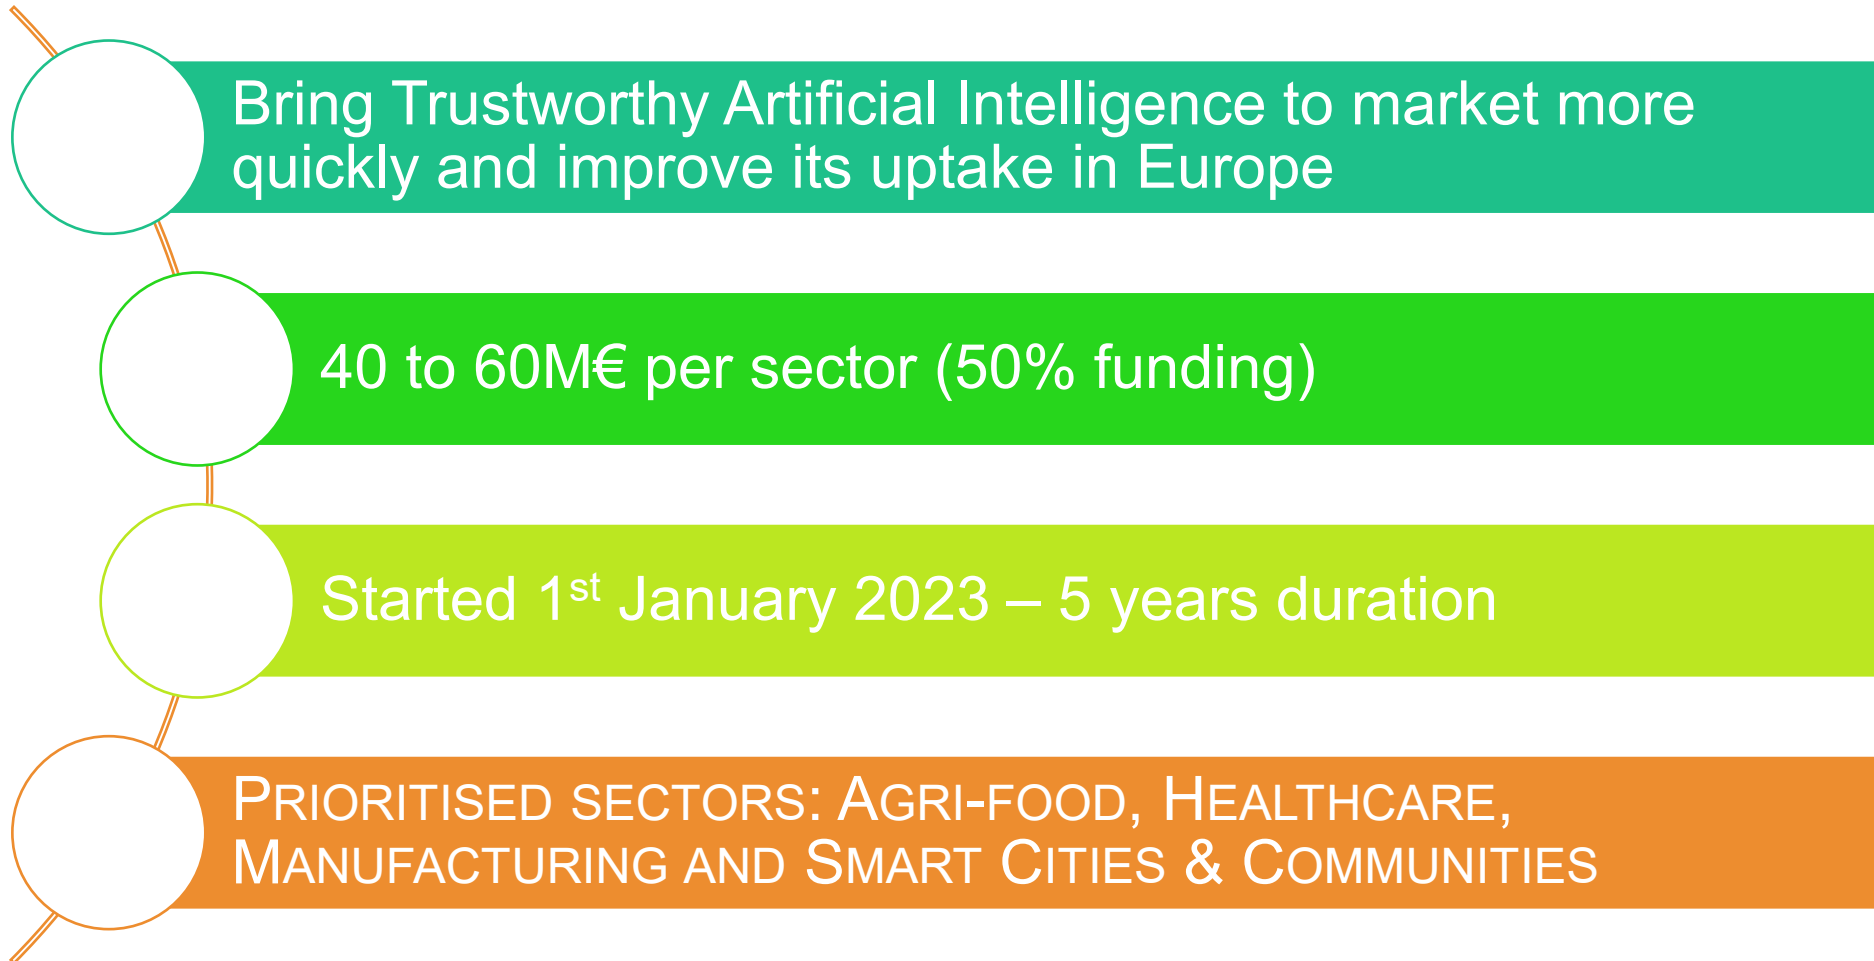 Bring Trustworthy Artificial Intelligence to market more
quickly and improve its uptake in Europe
40 to 60M€ per sector (50% funding)
Started 1st January 2023 – 5 years duration
PRIORITISED SECTORS: AGRI-FOOD, HEALTHCARE,
MANUFACTURING AND SMART CITIES & COMMUNITIES